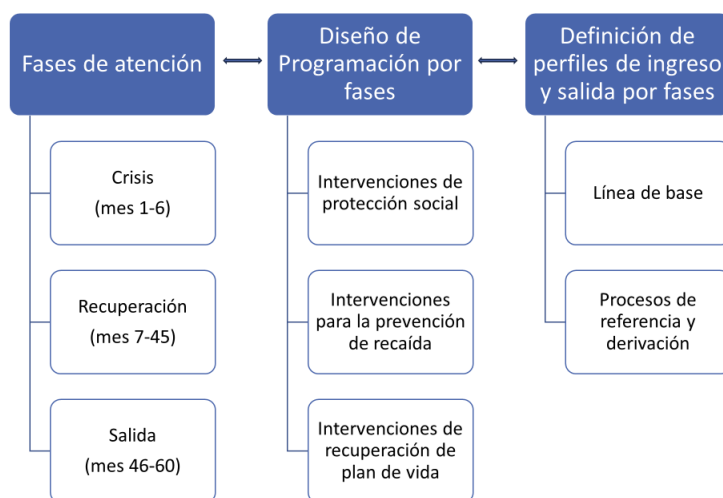 Fases de atención
Crisis
(mes 1-6)
Recuperación
(mes 7-45)
Salida
(mes 46-60)
Diseño de
Programación por
fases
Intervenciones de
protección social
Intervenciones
para la prevención
de recaída
Intervenciones de
recuperación de
plan de vida
Definición de
perfiles de ingreso
y salida por fases
Línea de base
Procesos de
referencia y
derivación